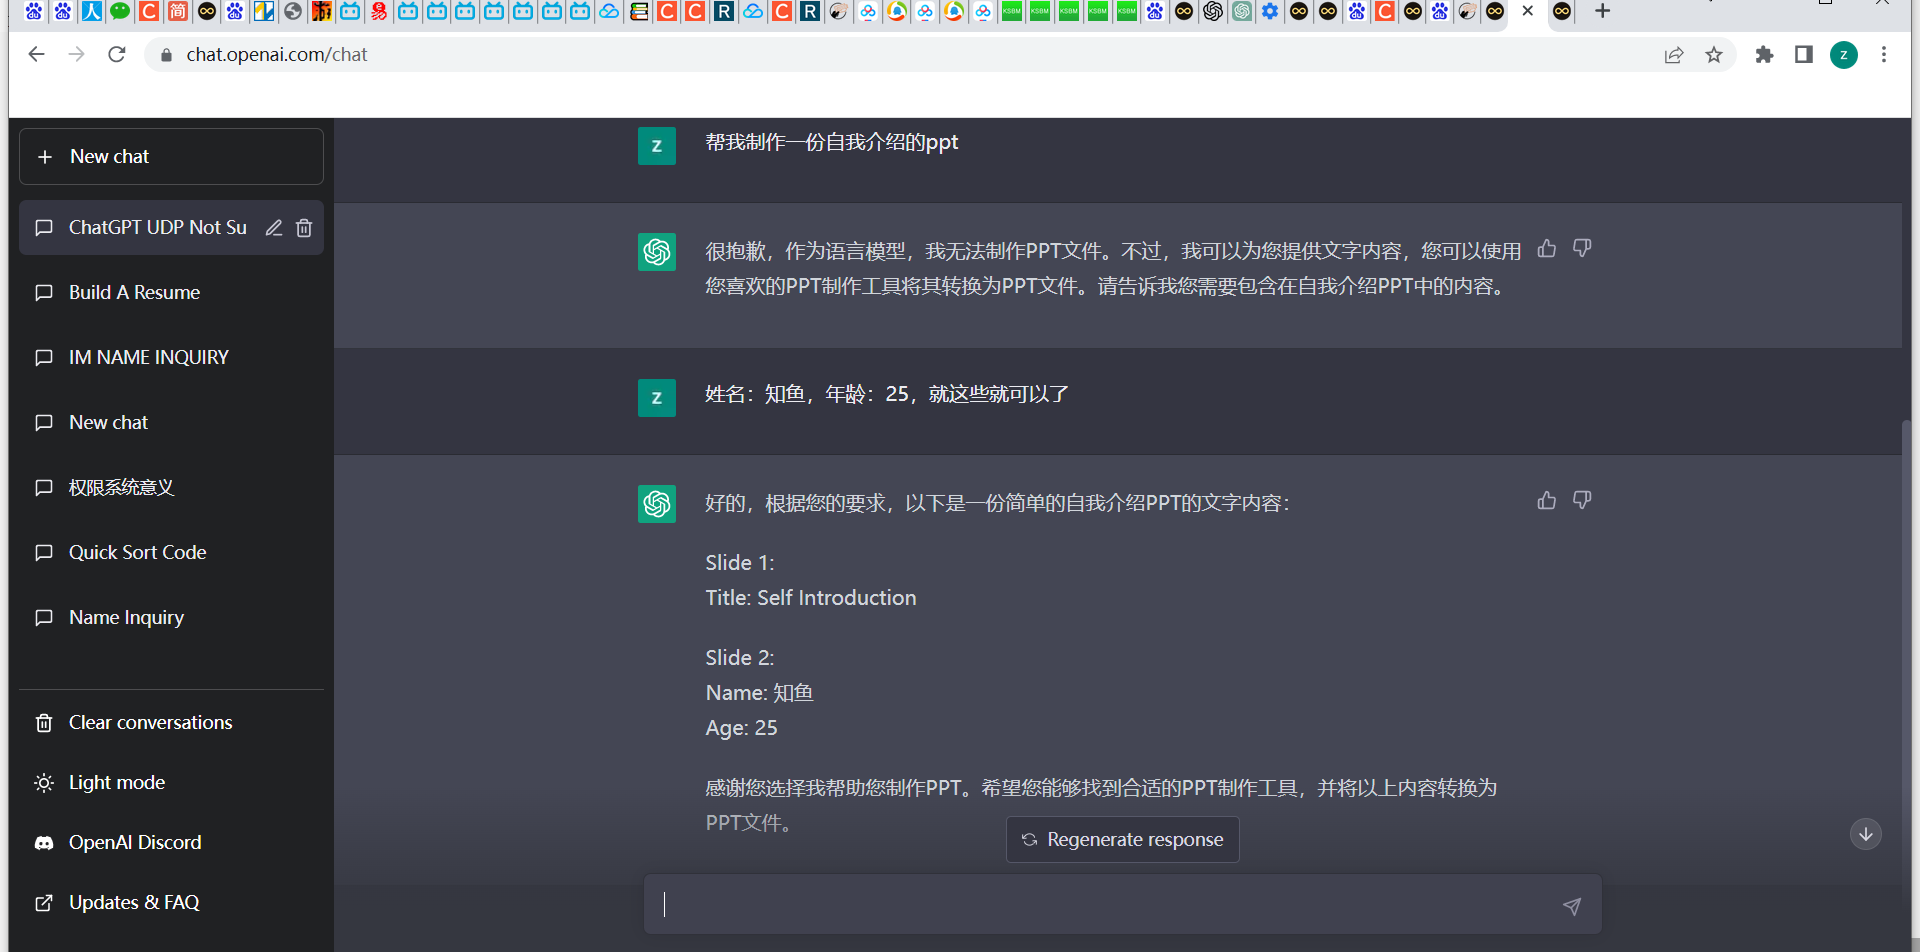 人 C 简 易 游 C C R C R KSBM KSBM KSBM KSBM KSBM C
chat.openai.com/chat
z
New chat
ChatGPT UDP Not Su
Build A Resume
IM NAME INQUIRY
New chat
权限系统意义
Quick Sort Code
Name Inquiry
Clear conversations
Light mode
OpenAI Discord
Updates & FAQ
z
帮我制作一份自我介绍的ppt
很抱歉，作为语言模型，我无法制作PPT文件。不过，我可以为您提供文字内容，您可以使用
您喜欢的PPT制作工具将其转换为PPT文件。请告诉我您需要包含在自我介绍PPT中的内容。
z
姓名：知鱼，年龄：25，就这些就可以了
好的，根据您的要求，以下是一份简单的自我介绍PPT的文字内容：
Slide 1:
Title: Self Introduction
Slide 2:
Name: 知鱼
Age: 25
感谢您选择我帮助您制作PPT。希望您能够找到合适的PPT制作工具，并将以上内容转换为
PPT文件。
Regenerate response